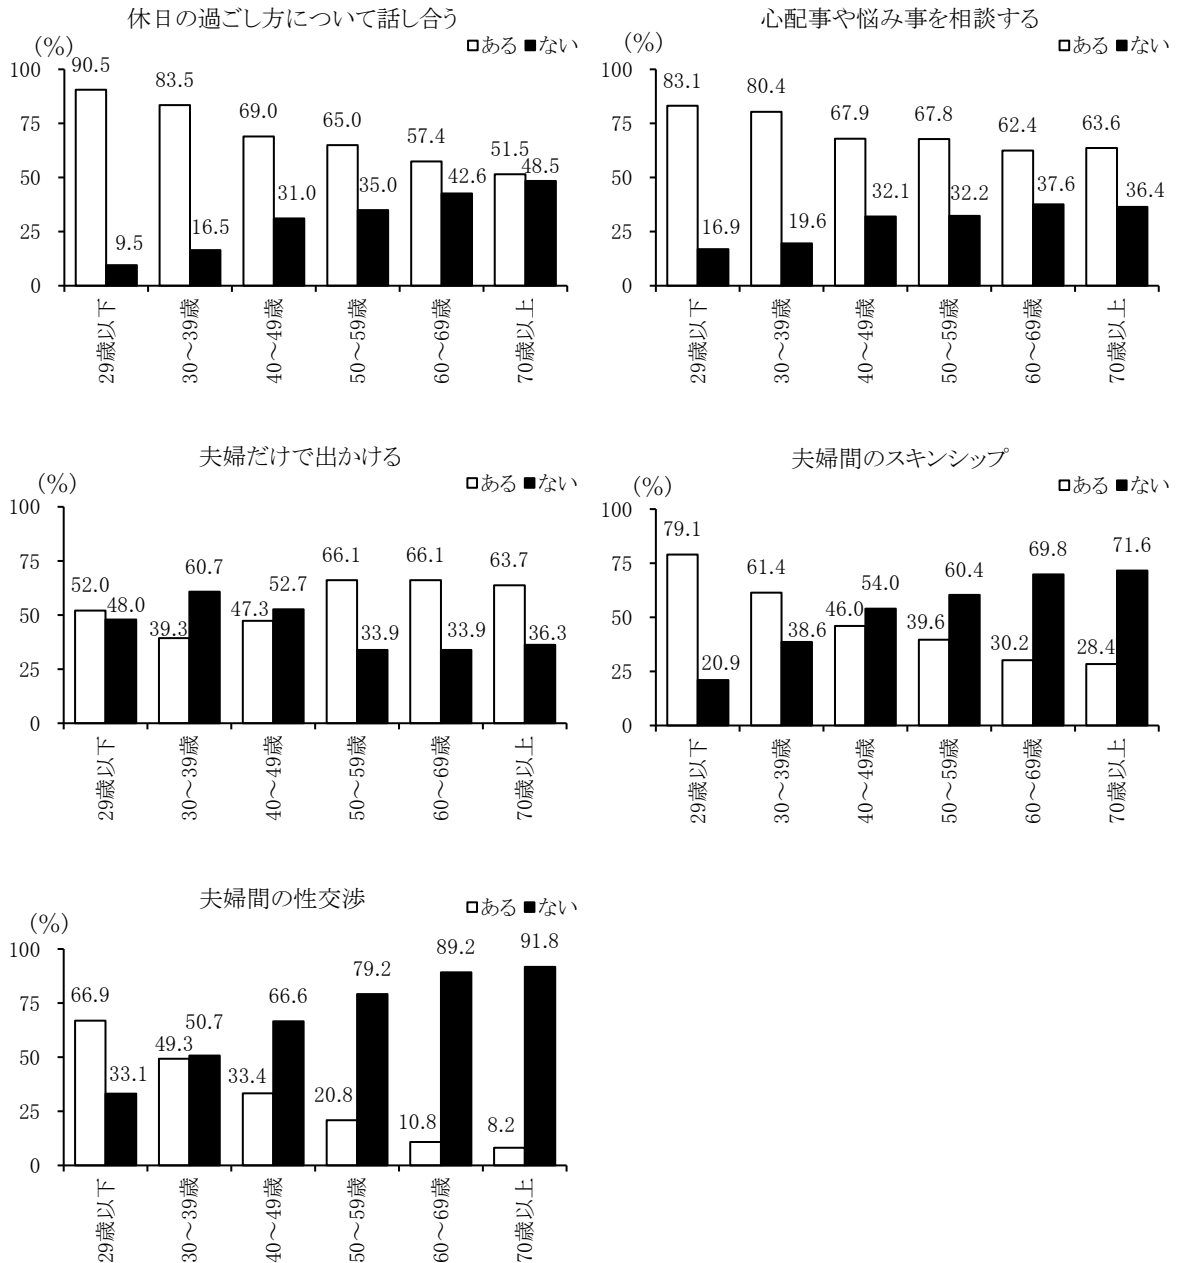 休日の過ごし方について話し合う
(%)
□ある ■ない
100
75
50
25
0
90.5
83.5
69.0
65.0
57.4
51.5
9.5
16.5
31.0
35.0
42.6
48.5
29歳以下
30～39歳
40～49歳
50～59歳
60～69歳
70歳以上
心配事や悩み事を相談する
(%)
□ある ■ない
100
75
50
25
0
83.1
80.4
67.9
67.8
62.4
63.6
16.9
19.6
32.1
32.2
37.6
36.4
29歳以下
30～39歳
40～49歳
50～59歳
60～69歳
70歳以上
夫婦だけで出かける
(%)
□ある ■ない
100
75
50
25
0
52.0
39.3
47.3
66.1
66.1
63.7
48.0
60.7
52.7
33.9
33.9
36.3
29歳以下
30～39歳
40～49歳
50～59歳
60～69歳
70歳以上
夫婦間のスキンシップ
(%)
□ある ■ない
100
75
50
25
0
79.1
61.4
46.0
39.6
30.2
28.4
20.9
38.6
54.0
60.4
69.8
71.6
29歳以下
30～39歳
40～49歳
50～59歳
60～69歳
70歳以上
夫婦間の性交渉
(%)
□ある ■ない
100
75
50
25
0
66.9
49.3
33.4
20.8
10.8
8.2
33.1
50.7
66.6
79.2
89.2
91.8
29歳以下
30～39歳
40～49歳
50～59歳
60～69歳
70歳以上